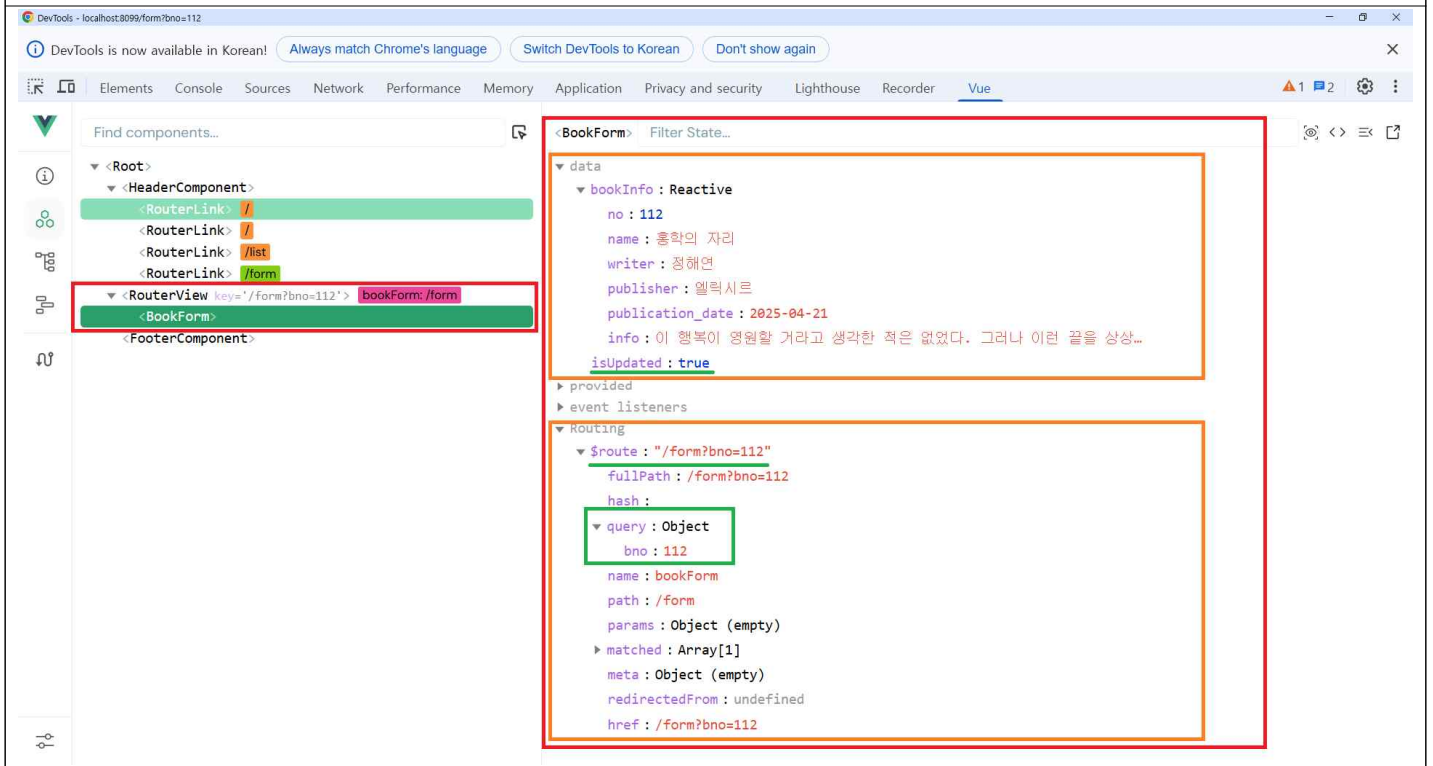 DevTools - localhost:8099/form?bno=112
DevTools is now available in Korean! Always match Chrome's language Switch DevTools to Korean Don't show again
Elements Console Sources Network Performance Memory Application Privacy and security Lighthouse Recorder Vue 1 2
Find components...
<Root>
<HeaderComponent>
<RouterLink> /
<RouterLink> /
<RouterLink> /list
<RouterLink> /form
<RouterView key='/form?bno=112'> bookForm: /form
<BookForm>
<FooterComponent>
<BookForm> Filter State...
data
bookInfo : Reactive
no : 112
name : 홍학의 자리
writer : 정해연
publisher : 엘릭시르
publication_date : 2025-04-21
info : 이 행복이 영원할 거라고 생각한 적은 없었다. 그러나 이런 끝을 상상…
isUpdated : true
provided
event listeners
Routing
$route : "/form?bno=112"
fullPath : /form?bno=112
hash :
query : Object
bno : 112
name : bookForm
path : /form
params : Object (empty)
matched : Array[1]
meta : Object (empty)
redirectedFrom : undefined
href : /form?bno=112